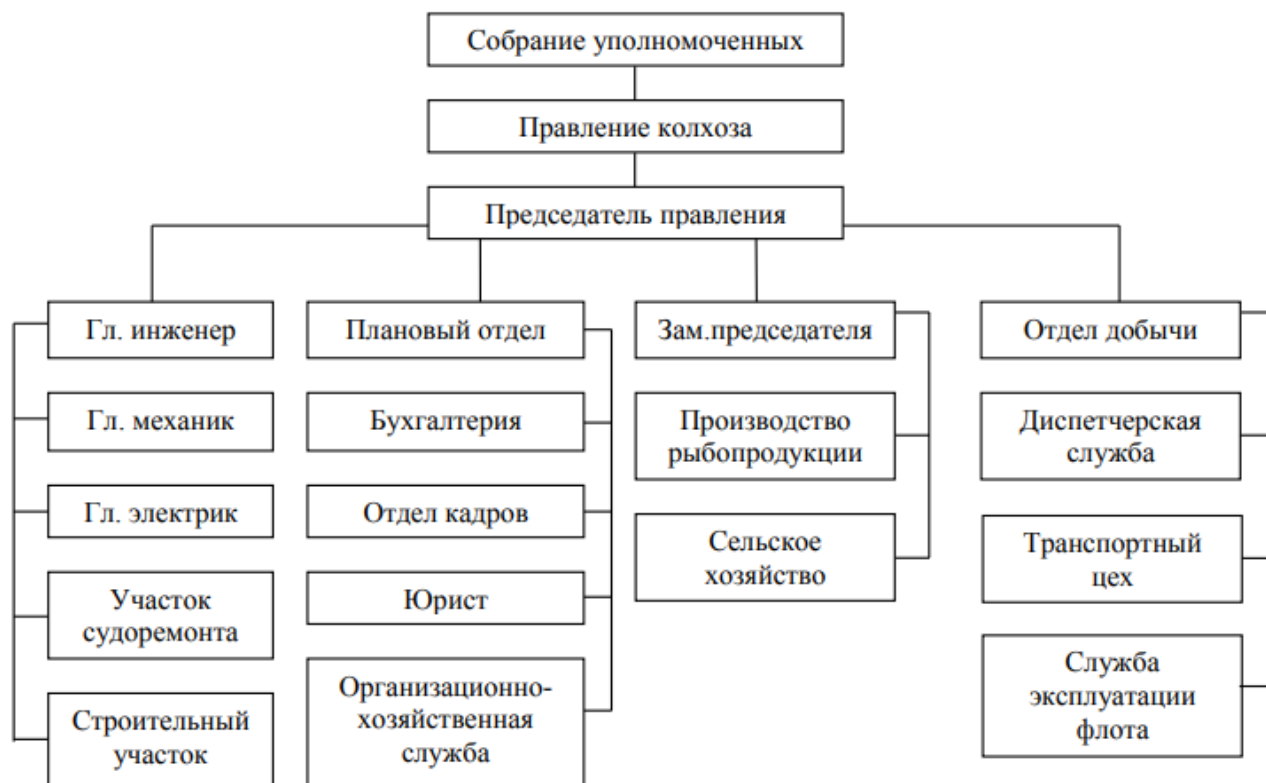 Собрание уполномоченных
Правление колхоза
Председатель правления
Гл. инженер
Гл. механик
Гл. электрик
Участок
судоремонта
Строительный
участок
Плановый отдел
Бухгалтерия
Отдел кадров
Юрист
Организационно-
хозяйственная
служба
Зам.председателя
Производство
рыбопродукции
Сельское
хозяйство
Отдел добычи
Диспетчерская
служба
Транспортный
цех
Служба
эксплуатации
флота